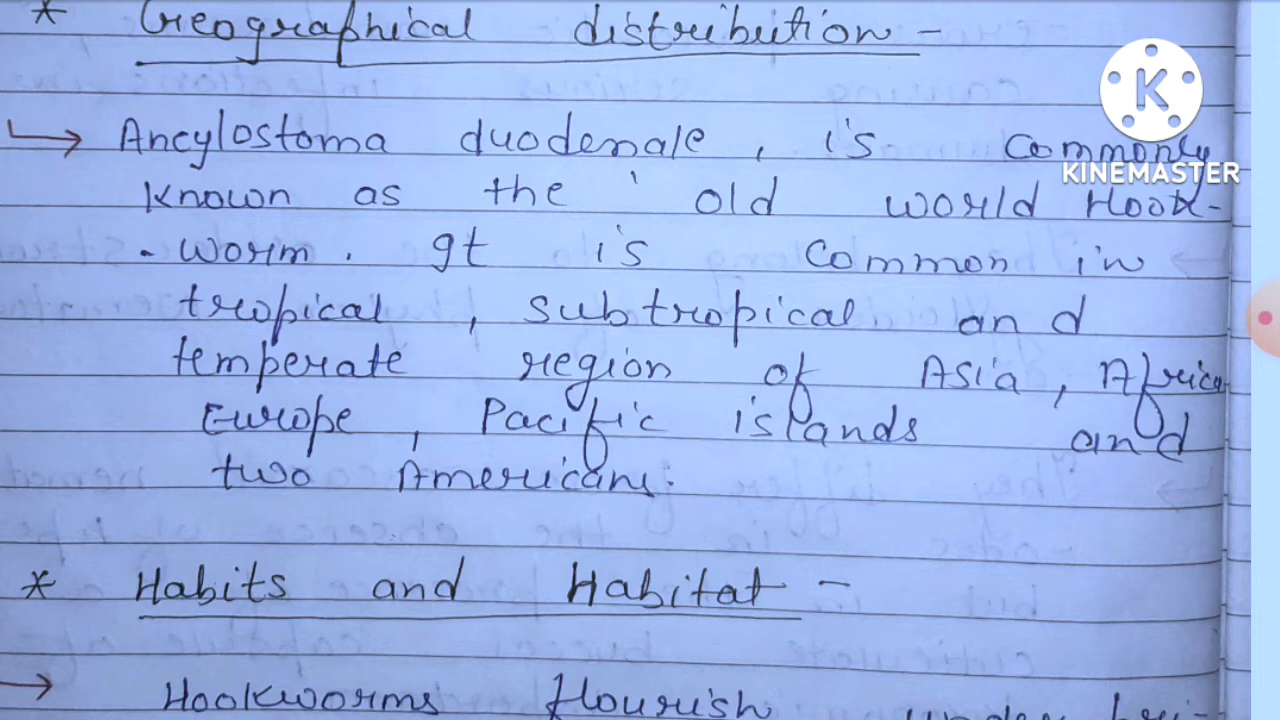 * Geographical distribution -
→ Ancylostoma duodenale, is commonly
known as the ' old world Hook-
- worm. It is common in
tropical, subtropical and
temperate region of Asia, Africa
Europe, Pacific islands and
two Americans.
* Habits and Habitat -
→ Hookworms flourish under
K
KINEMASTER